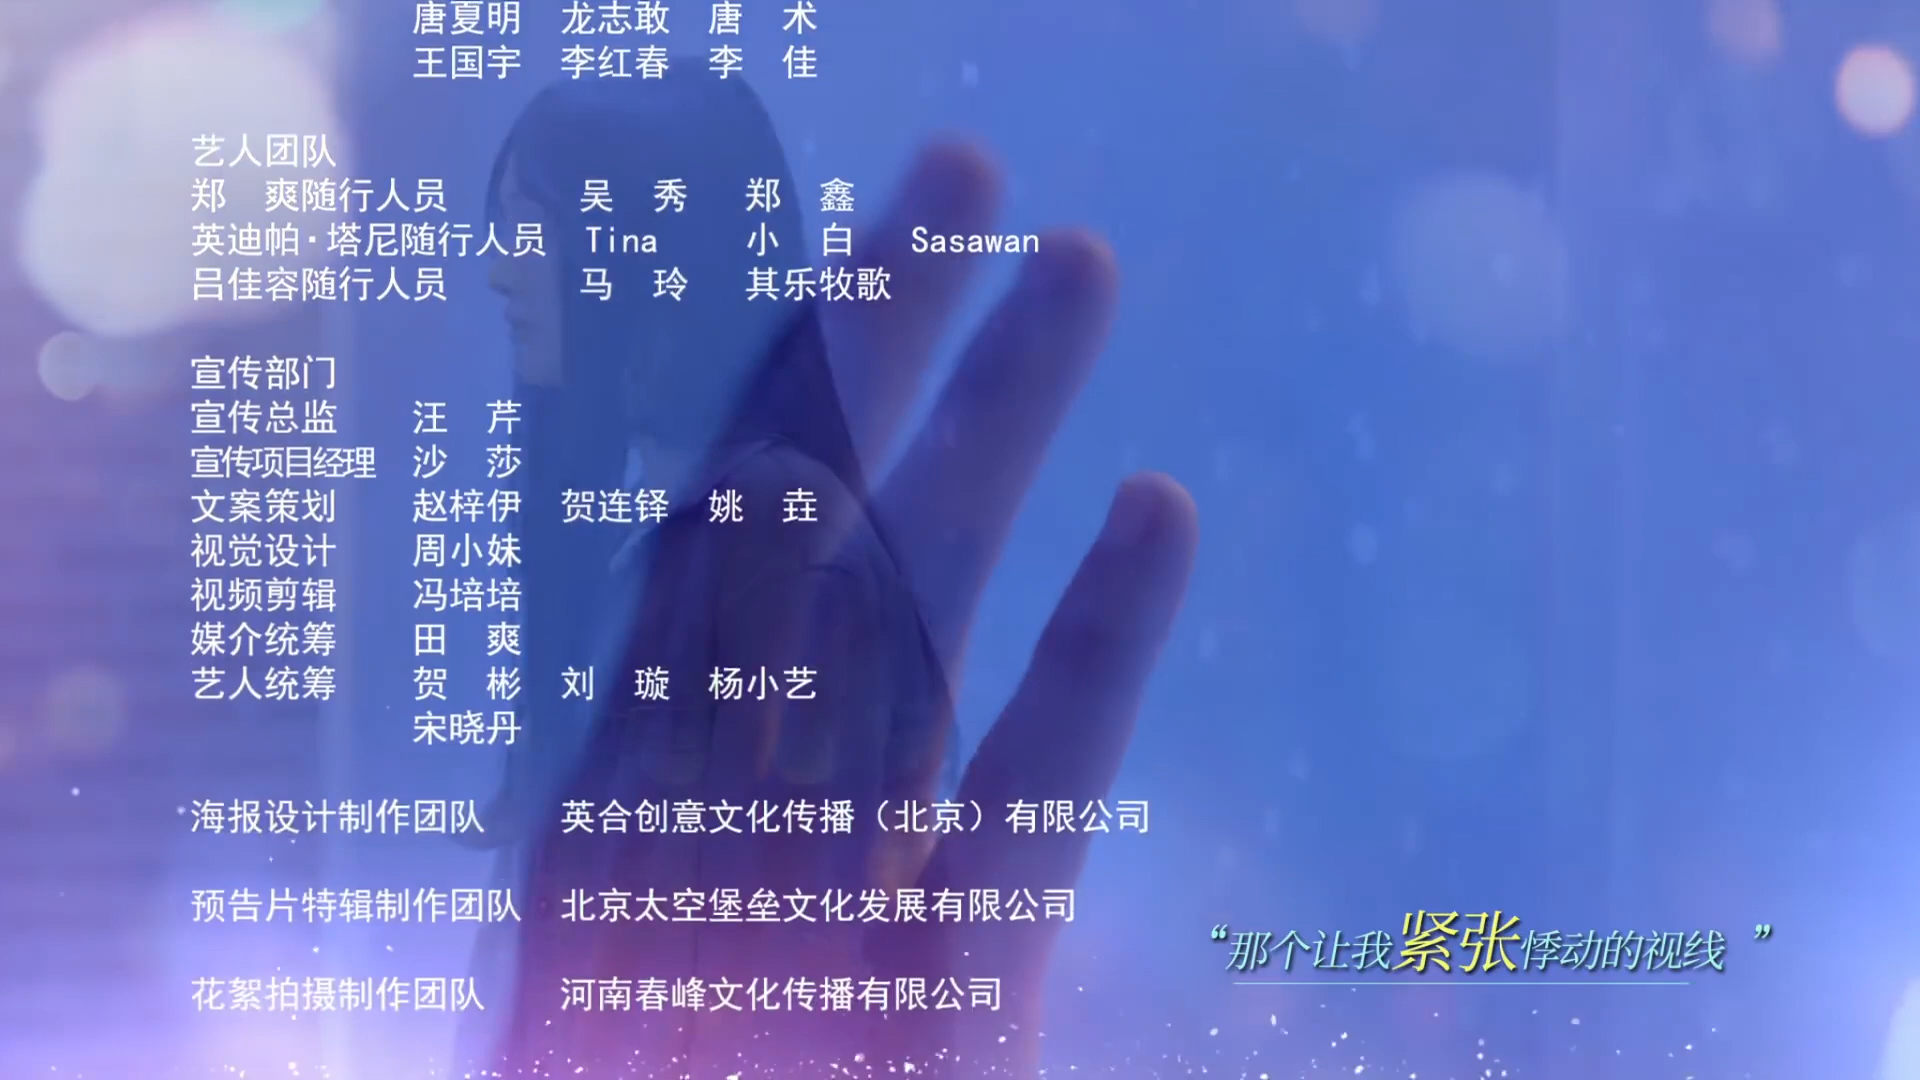 唐夏明 龙志敢 唐 术
王国宇 李红春 李 佳
艺人团队
郑 爽随行人员 吴 秀 郑 鑫
英迪帕·塔尼随行人员 Tina 小 白 Sasawan
吕佳容随行人员 马 玲 其乐牧歌
宣传部门
宣传总监 汪 芹
宣传项目经理 沙 莎
文案策划 赵梓伊 贺连铎 姚 垚
视觉设计 周小妹
视频剪辑 冯培培
媒介统筹 田 爽
艺人统筹 贺 彬 刘 璇 杨小艺
宋晓丹
海报设计制作团队 英合创意文化传播（北京）有限公司
预告片特辑制作团队 北京太空堡垒文化发展有限公司
花絮拍摄制作团队 河南春峰文化传播有限公司
“那个让我紧张悸动的视线”